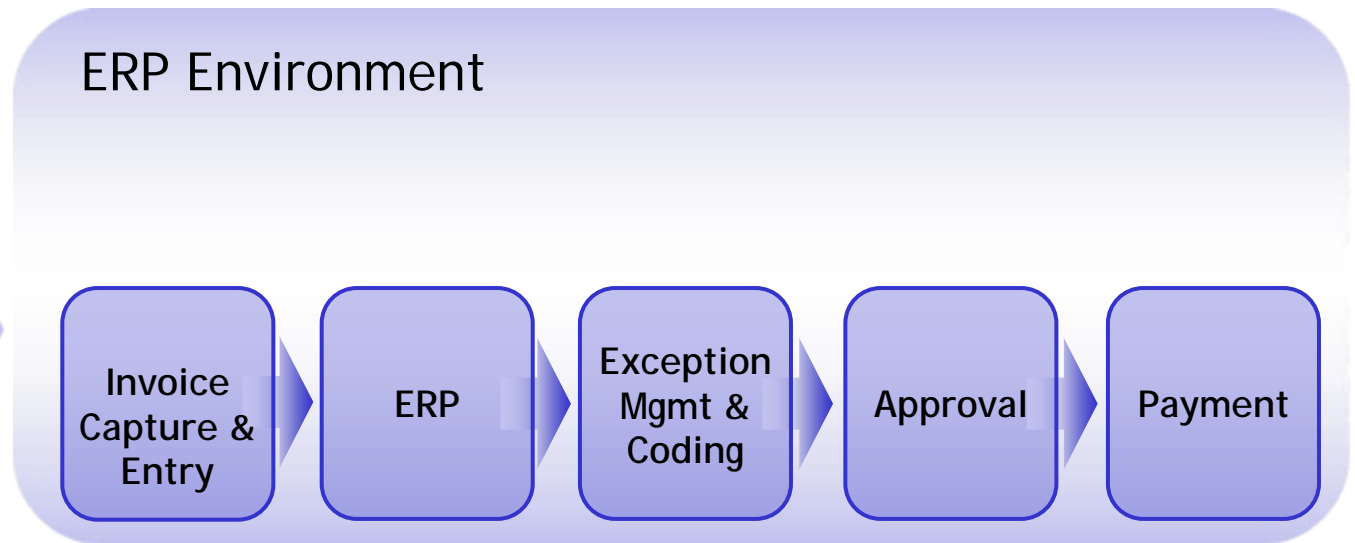 ERP Environment
Invoice
Capture &
Entry
ERP
Exception
Mgmt &
Coding
Approval
Payment